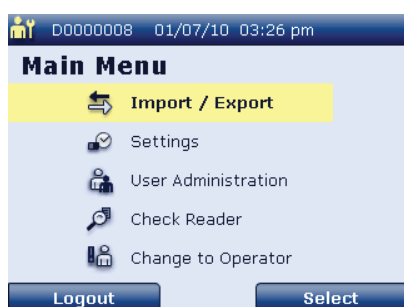 D0000008 01/07/10 03:26 pm
Main Menu
Import / Export
Settings
User Administration
Check Reader
Change to Operator
Logout Select